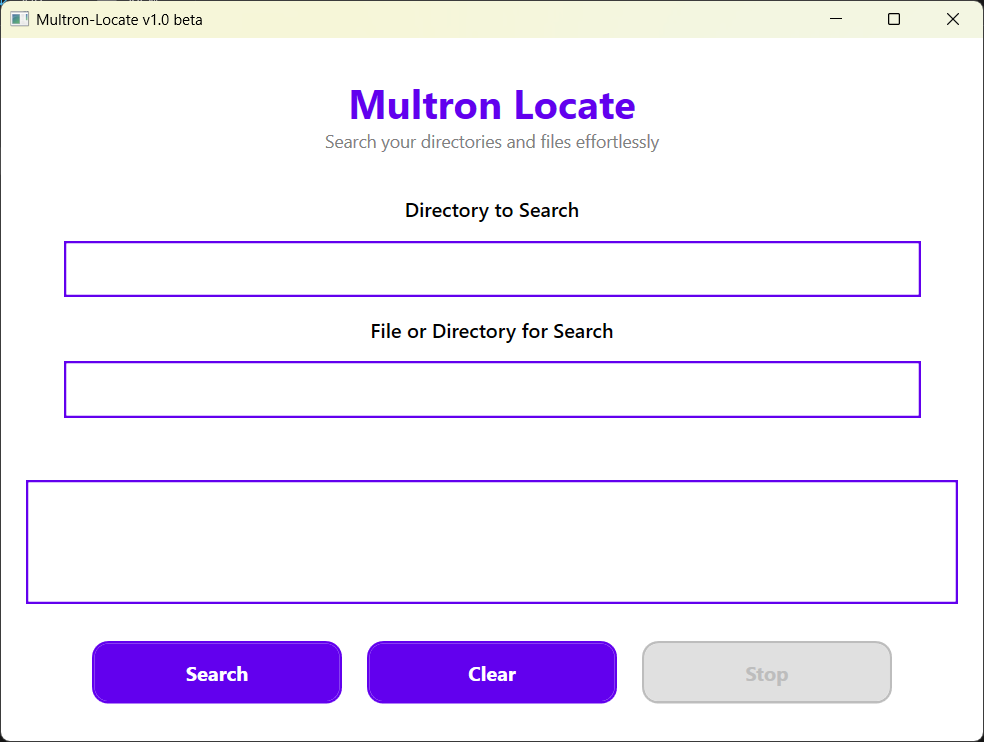 Multron-Locate v1.0 beta
Multron Locate
Search your directories and files effortlessly
Directory to Search
File or Directory for Search
Search
Clear
Stop